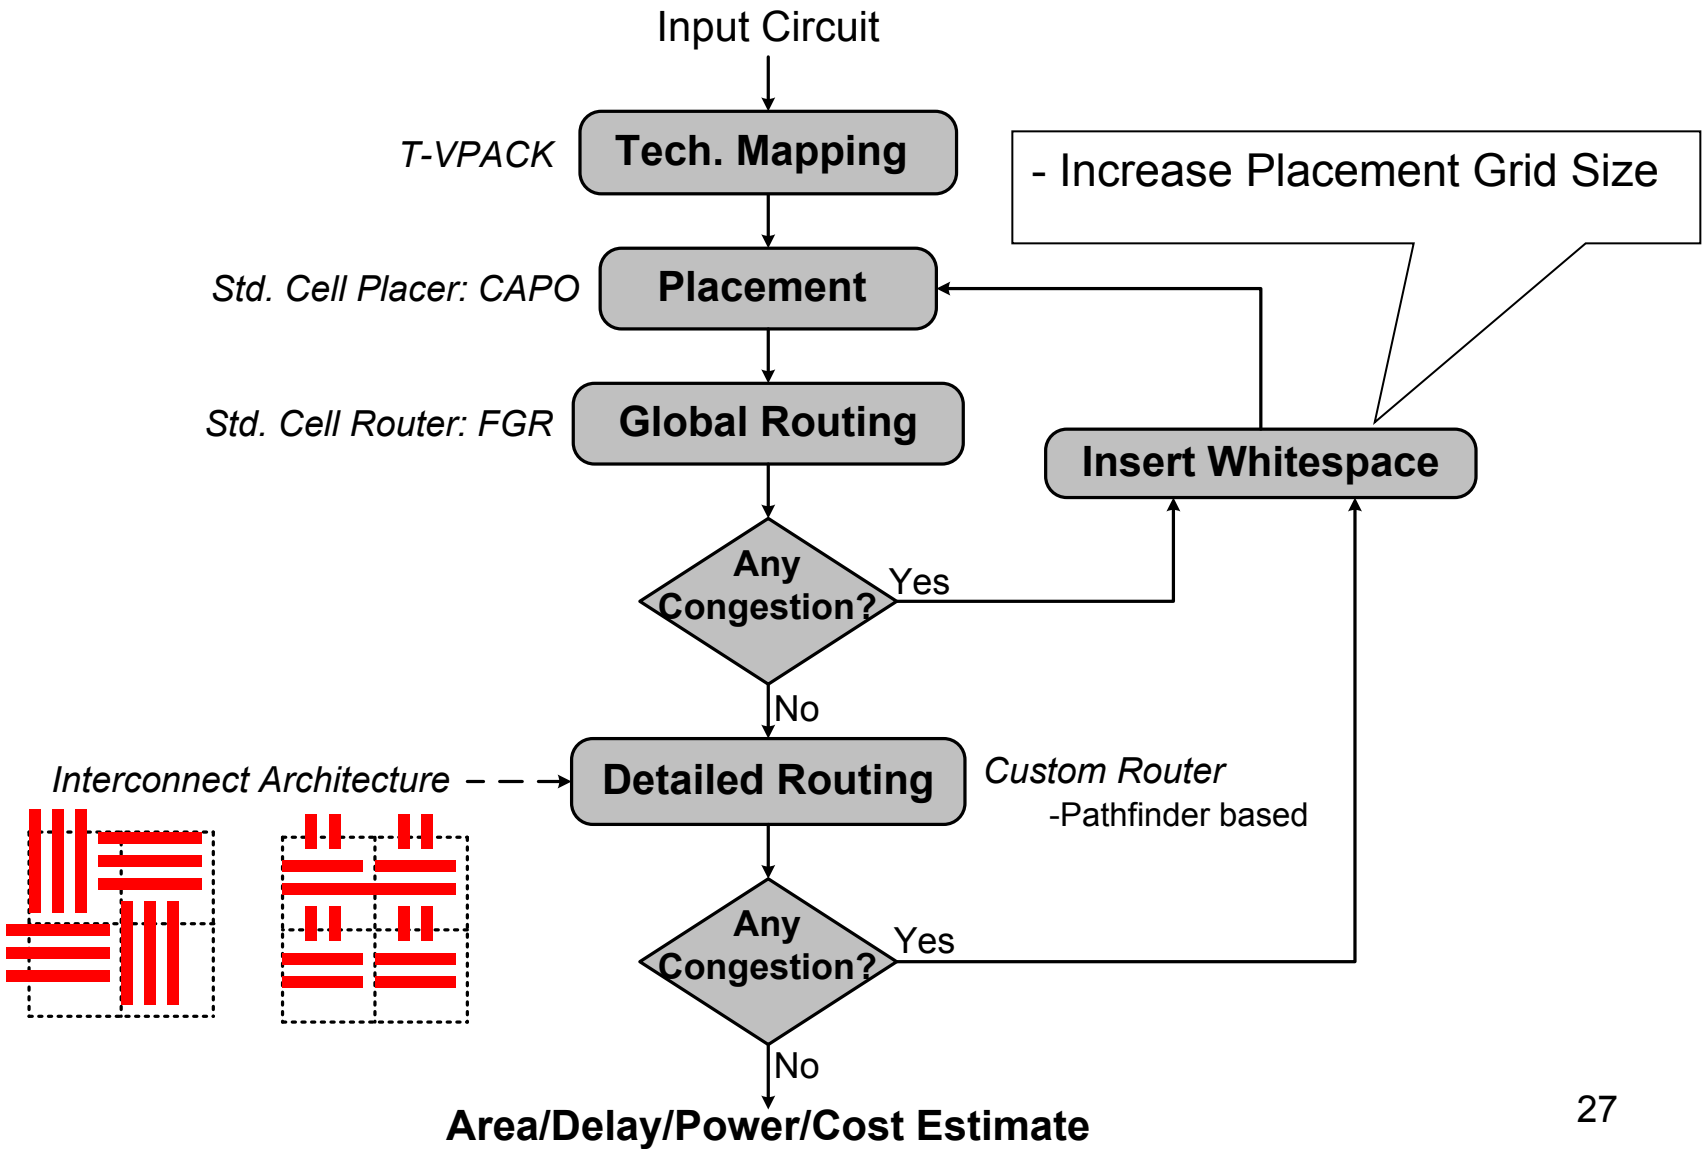 Input Circuit
T-VPACK
Tech. Mapping
- Increase Placement Grid Size
Std. Cell Placer: CAPO
Placement
Std. Cell Router: FGR
Global Routing
Insert Whitespace
Any
Congestion?
Yes
No
Interconnect Architecture
Detailed Routing
Custom Router
-Pathfinder based
Any
Congestion?
Yes
No
Area/Delay/Power/Cost Estimate
27